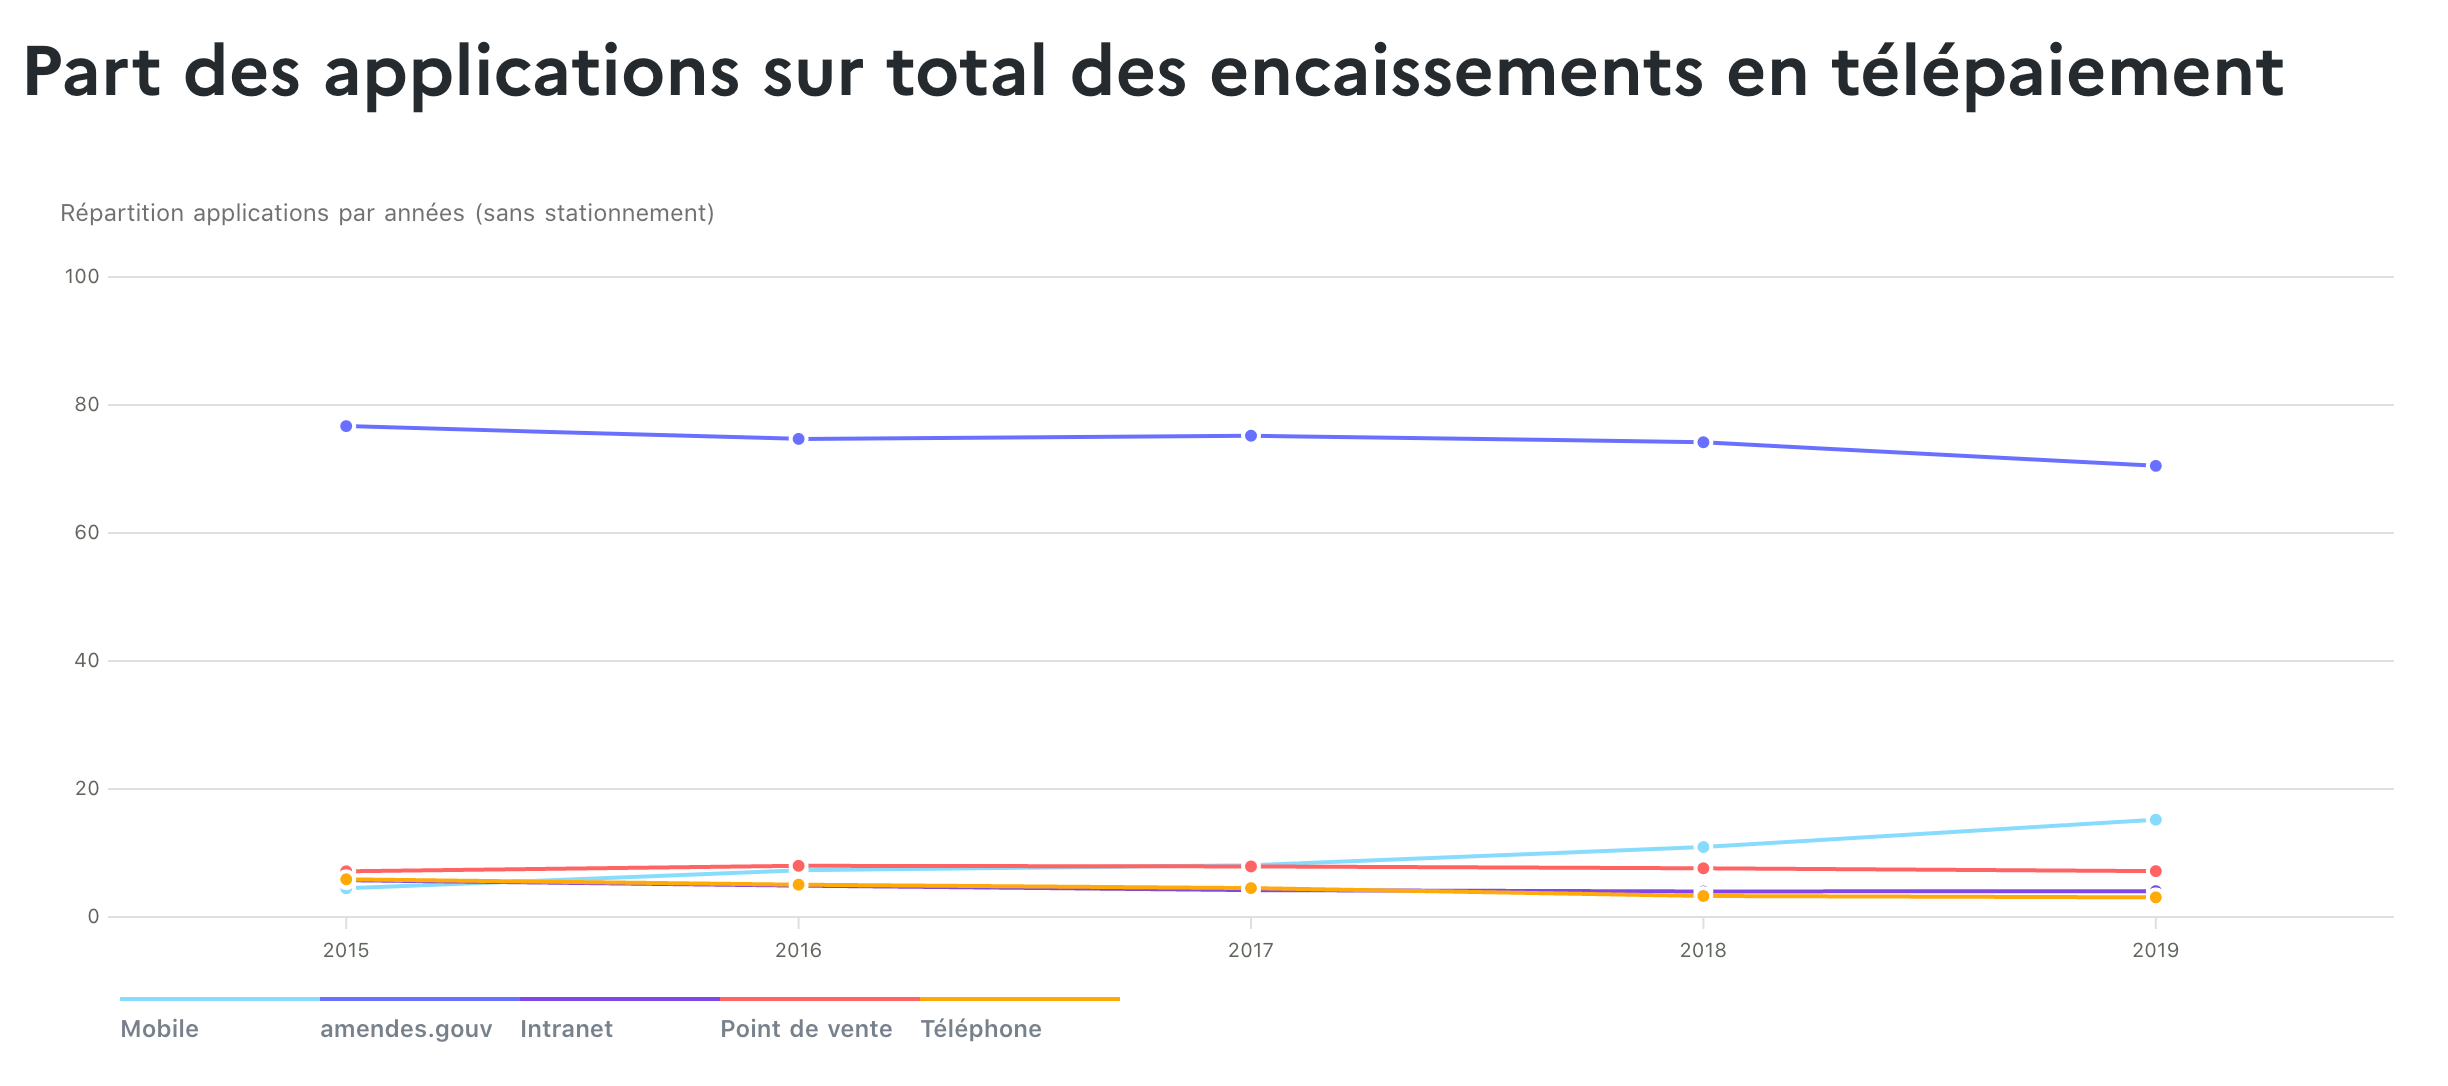 Part des applications sur total des encaissements en télépaiement
Répartition applications par années (sans stationnement)
100
80
60
40
20
0
2015 2016 2017 2018 2019
Mobile amendes.gouv Intranet Point de vente Téléphone